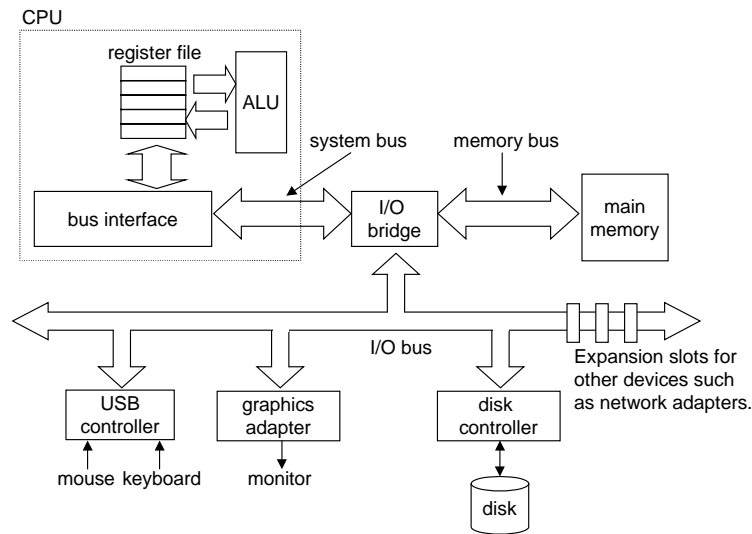 CPU
register file
ALU
system bus
memory bus
bus interface
I/O
bridge
main
memory
I/O bus
Expansion slots for
other devices such
as network adapters.
USB
controller
graphics
adapter
disk
controller
mouse
keyboard
monitor
disk